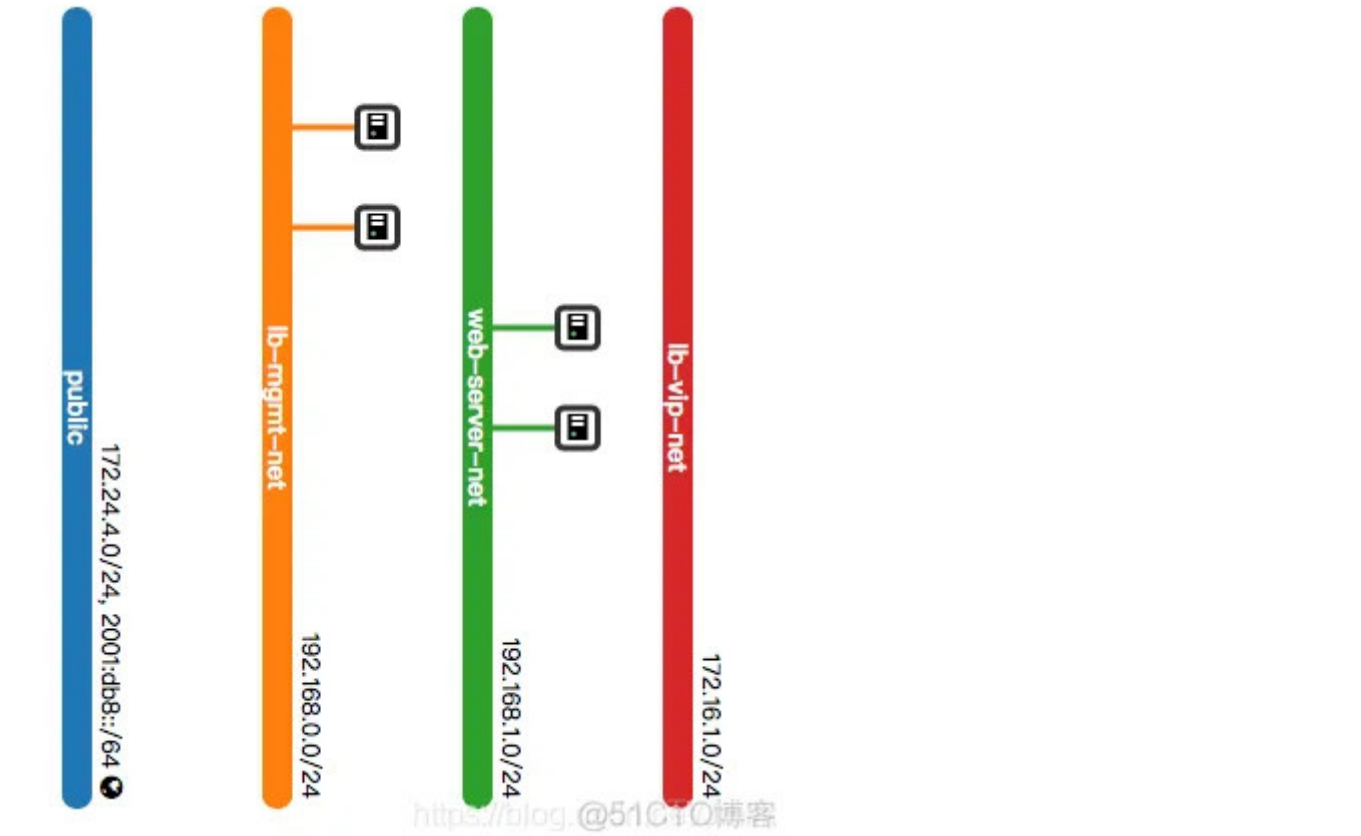 public
172.24.4.0/24, 2001:db8::/64
lb-mgmt-net
192.168.0.0/24
web-server-net
192.168.1.0/24
lb-vip-net
172.16.1.0/24
https://blog. @51CTO博客